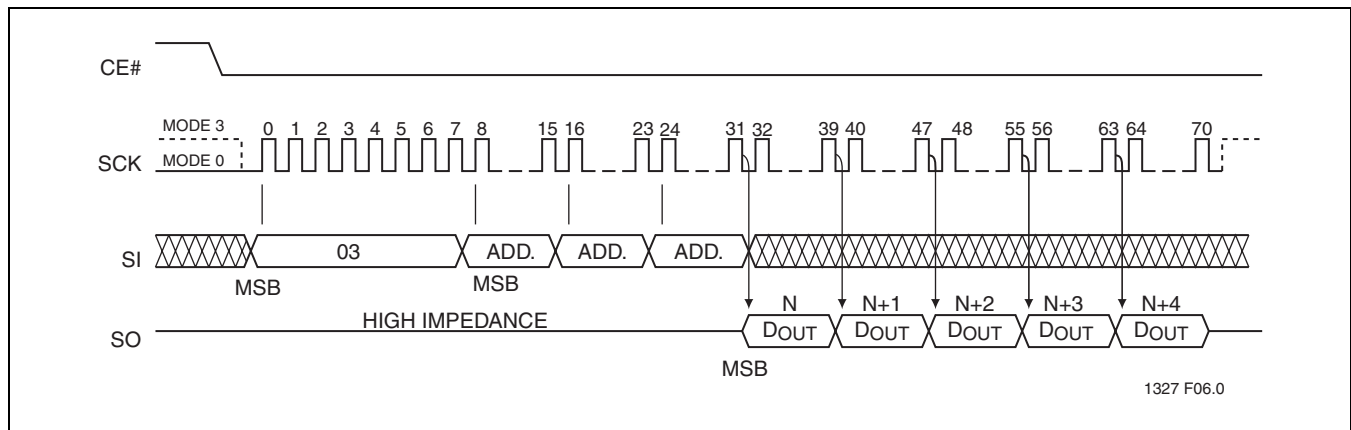 CE#
MODE 3
0 1 2 3 4 5 6 7 8 15 16 23 24 31 32 39 40 47 48 55 56 63 64 70
SCK
MODE 0
SI
03 ADD. ADD. ADD.
MSB MSB
N N+1 N+2 N+3 N+4
HIGH IMPEDANCE
SO
DOUT DOUT DOUT DOUT DOUT
MSB
1327 F06.0